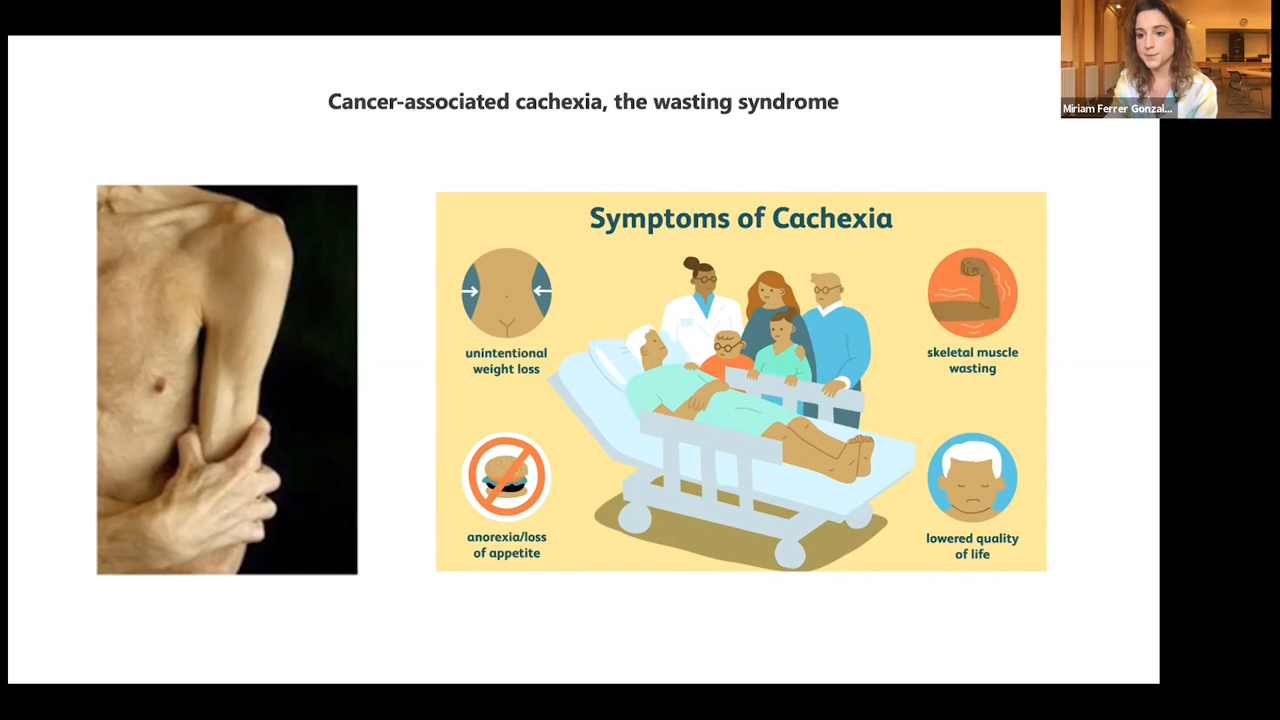 Miriam Ferrer Gonzal...
Cancer-associated cachexia, the wasting syndrome
Symptoms of Cachexia
unintentional
weight loss
skeletal muscle
wasting
anorexia/loss
of appetite
lowered quality
of life